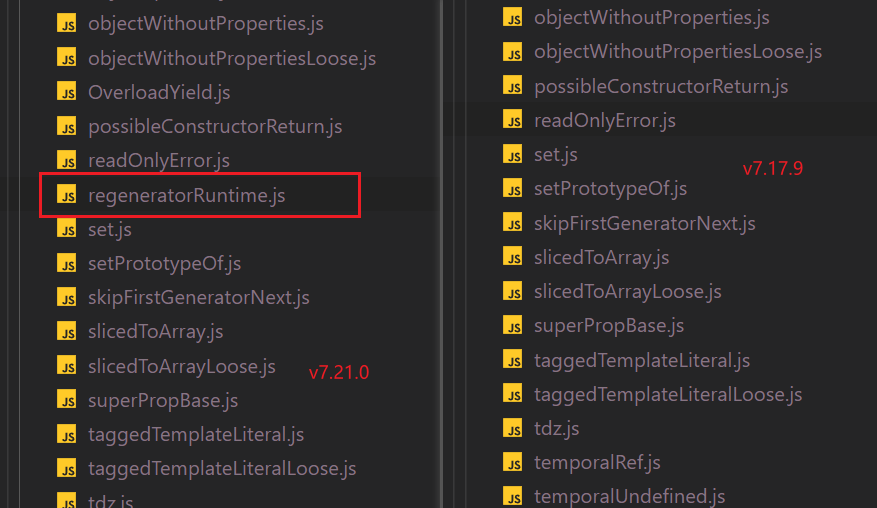 JS objectWithoutProperties.js
JS objectWithoutPropertiesLoose.js
JS OverloadYield.js
JS possibleConstructorReturn.js
JS readOnlyError.js
JS regeneratorRuntime.js
JS set.js
JS setPrototypeOf.js
JS skipFirstGeneratorNext.js
JS slicedToArray.js
JS slicedToArrayLoose.js
v7.21.0
JS superPropBase.js
JS taggedTemplateLiteral.js
JS taggedTemplateLiteralLoose.js
JS tdz.js
JS objectWithoutProperties.js
JS objectWithoutPropertiesLoose.js
JS possibleConstructorReturn.js
JS readOnlyError.js
JS set.js
v7.17.9
JS setPrototypeOf.js
JS skipFirstGeneratorNext.js
JS slicedToArray.js
JS slicedToArrayLoose.js
JS superPropBase.js
JS taggedTemplateLiteral.js
JS taggedTemplateLiteralLoose.js
JS tdz.js
JS temporalRef.js
JS temporalUndefined.js